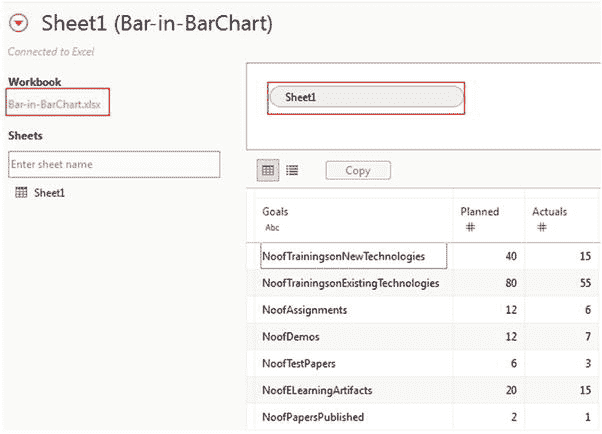 Sheet1 (Bar-in-BarChart)
Connected to Excel
Workbook
Bar-in-BarChart.xlsx
Sheets
Enter sheet name
Sheet1
Sheet1
Copy
Goals Planned Actuals
Abc # #
NoofTrainingsonNewTechnologies 40 15
NoofTrainingsonExistingTechnologies 80 55
NoofAssignments 12 6
NoofDemos 12 7
NoofTestPapers 6 3
NoofELearningArtifacts 20 15
NoofPapersPublished 2 1